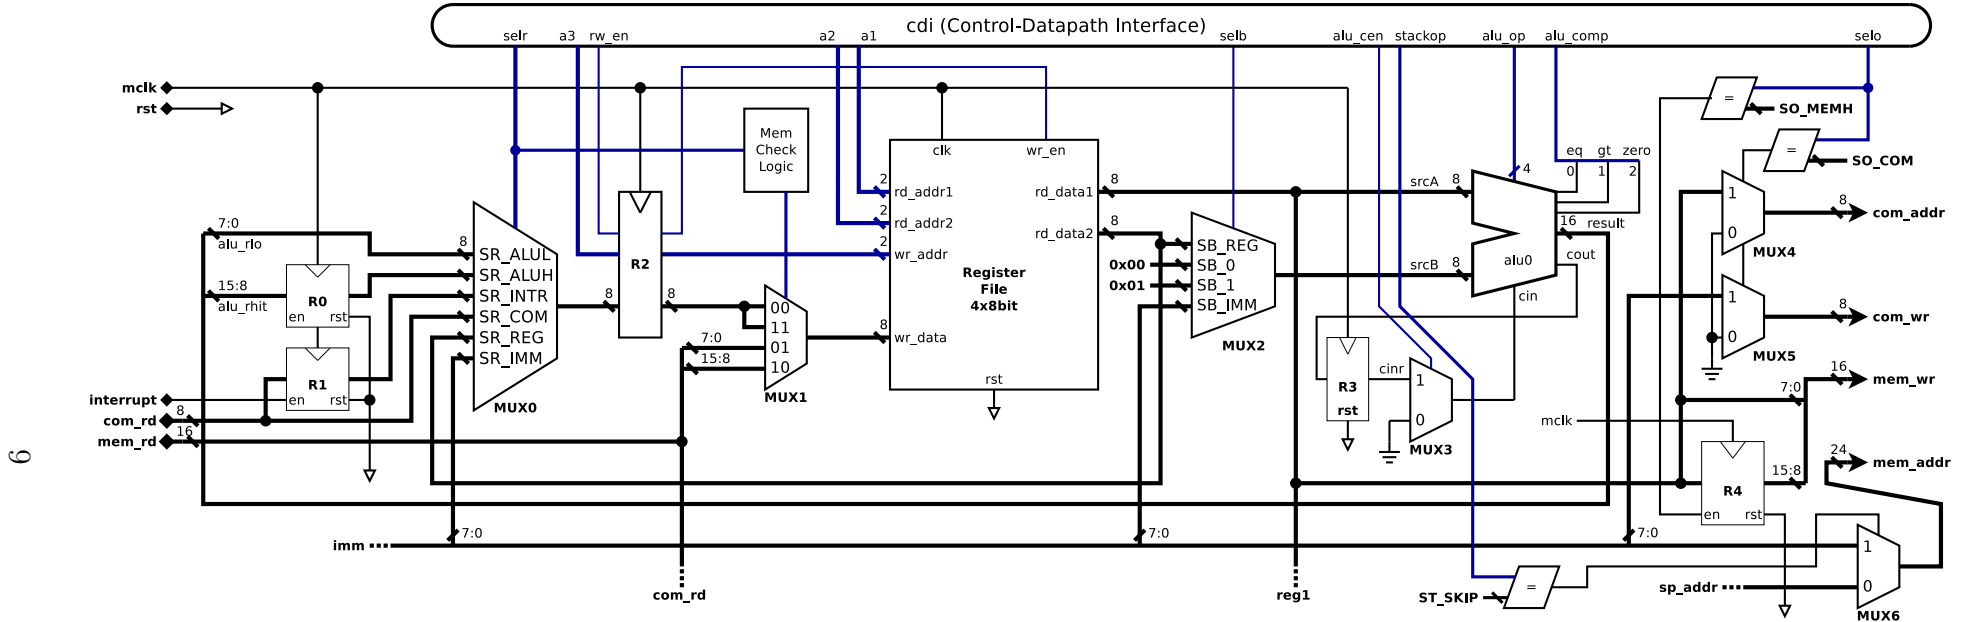 cdi (Control-Datapath Interface)
selr a3 rw_en a2 a1 selb alu_cen stackop alu_op alu_comp selo
mclk
rst
=
SO_MEMH
=
SO_COM
Mem
Check
Logic
clk wr_en
2 rd_addr1
2 rd_addr2
2 wr_addr
8 wr_data
rd_data1 8
rd_data2 8
Register
File
4x8bit
rst
7:0
alu_rlo
15:8
alu_rhit
R0
en rst
R1
en rst
interrupt
com_rd 8
mem_rd 16
8
SR_ALUL
SR_ALUH
SR_INTR
SR_COM
SR_REG
SR_IMM
MUX0
8
R2
8
7:0
15:8
00
11
01
10
MUX1
0x00
0x01
SB_REG
SB_0
SB_1
SB_IMM
MUX2
srcA 8
srcB 8
4
alu0
cin
eq gt zero
0 1 2
16 result
cout
R3
rst
cinr
1
0
MUX3
1
0
MUX4
8
com_addr
1
0
MUX5
8
com_wr
16
mem_wr
7:0
mclk
24
mem_addr
15:8
R4
en rst
imm
7:0
7:0
7:0
com_rd
reg1
ST_SKIP
=
sp_addr
1
0
MUX6
9